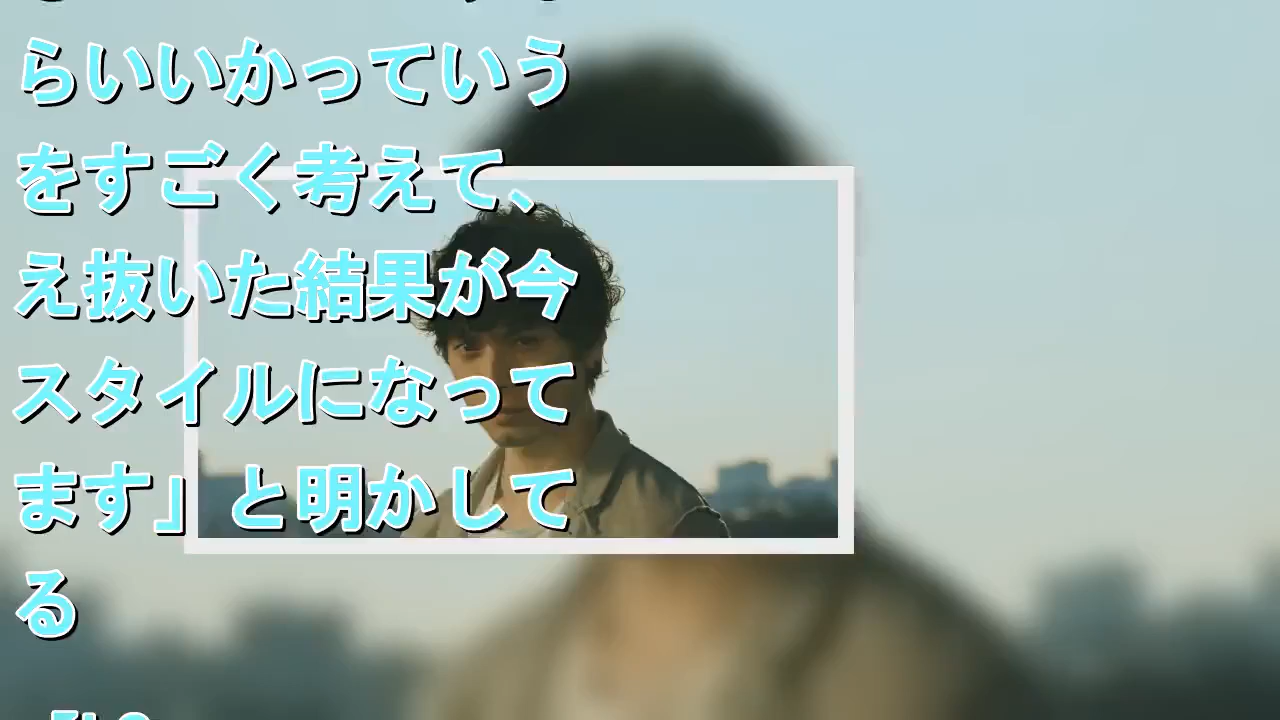 らいいかっていう
をすごく考えて、
え抜いた結果が今
スタイルになって
ます」と明かして
る